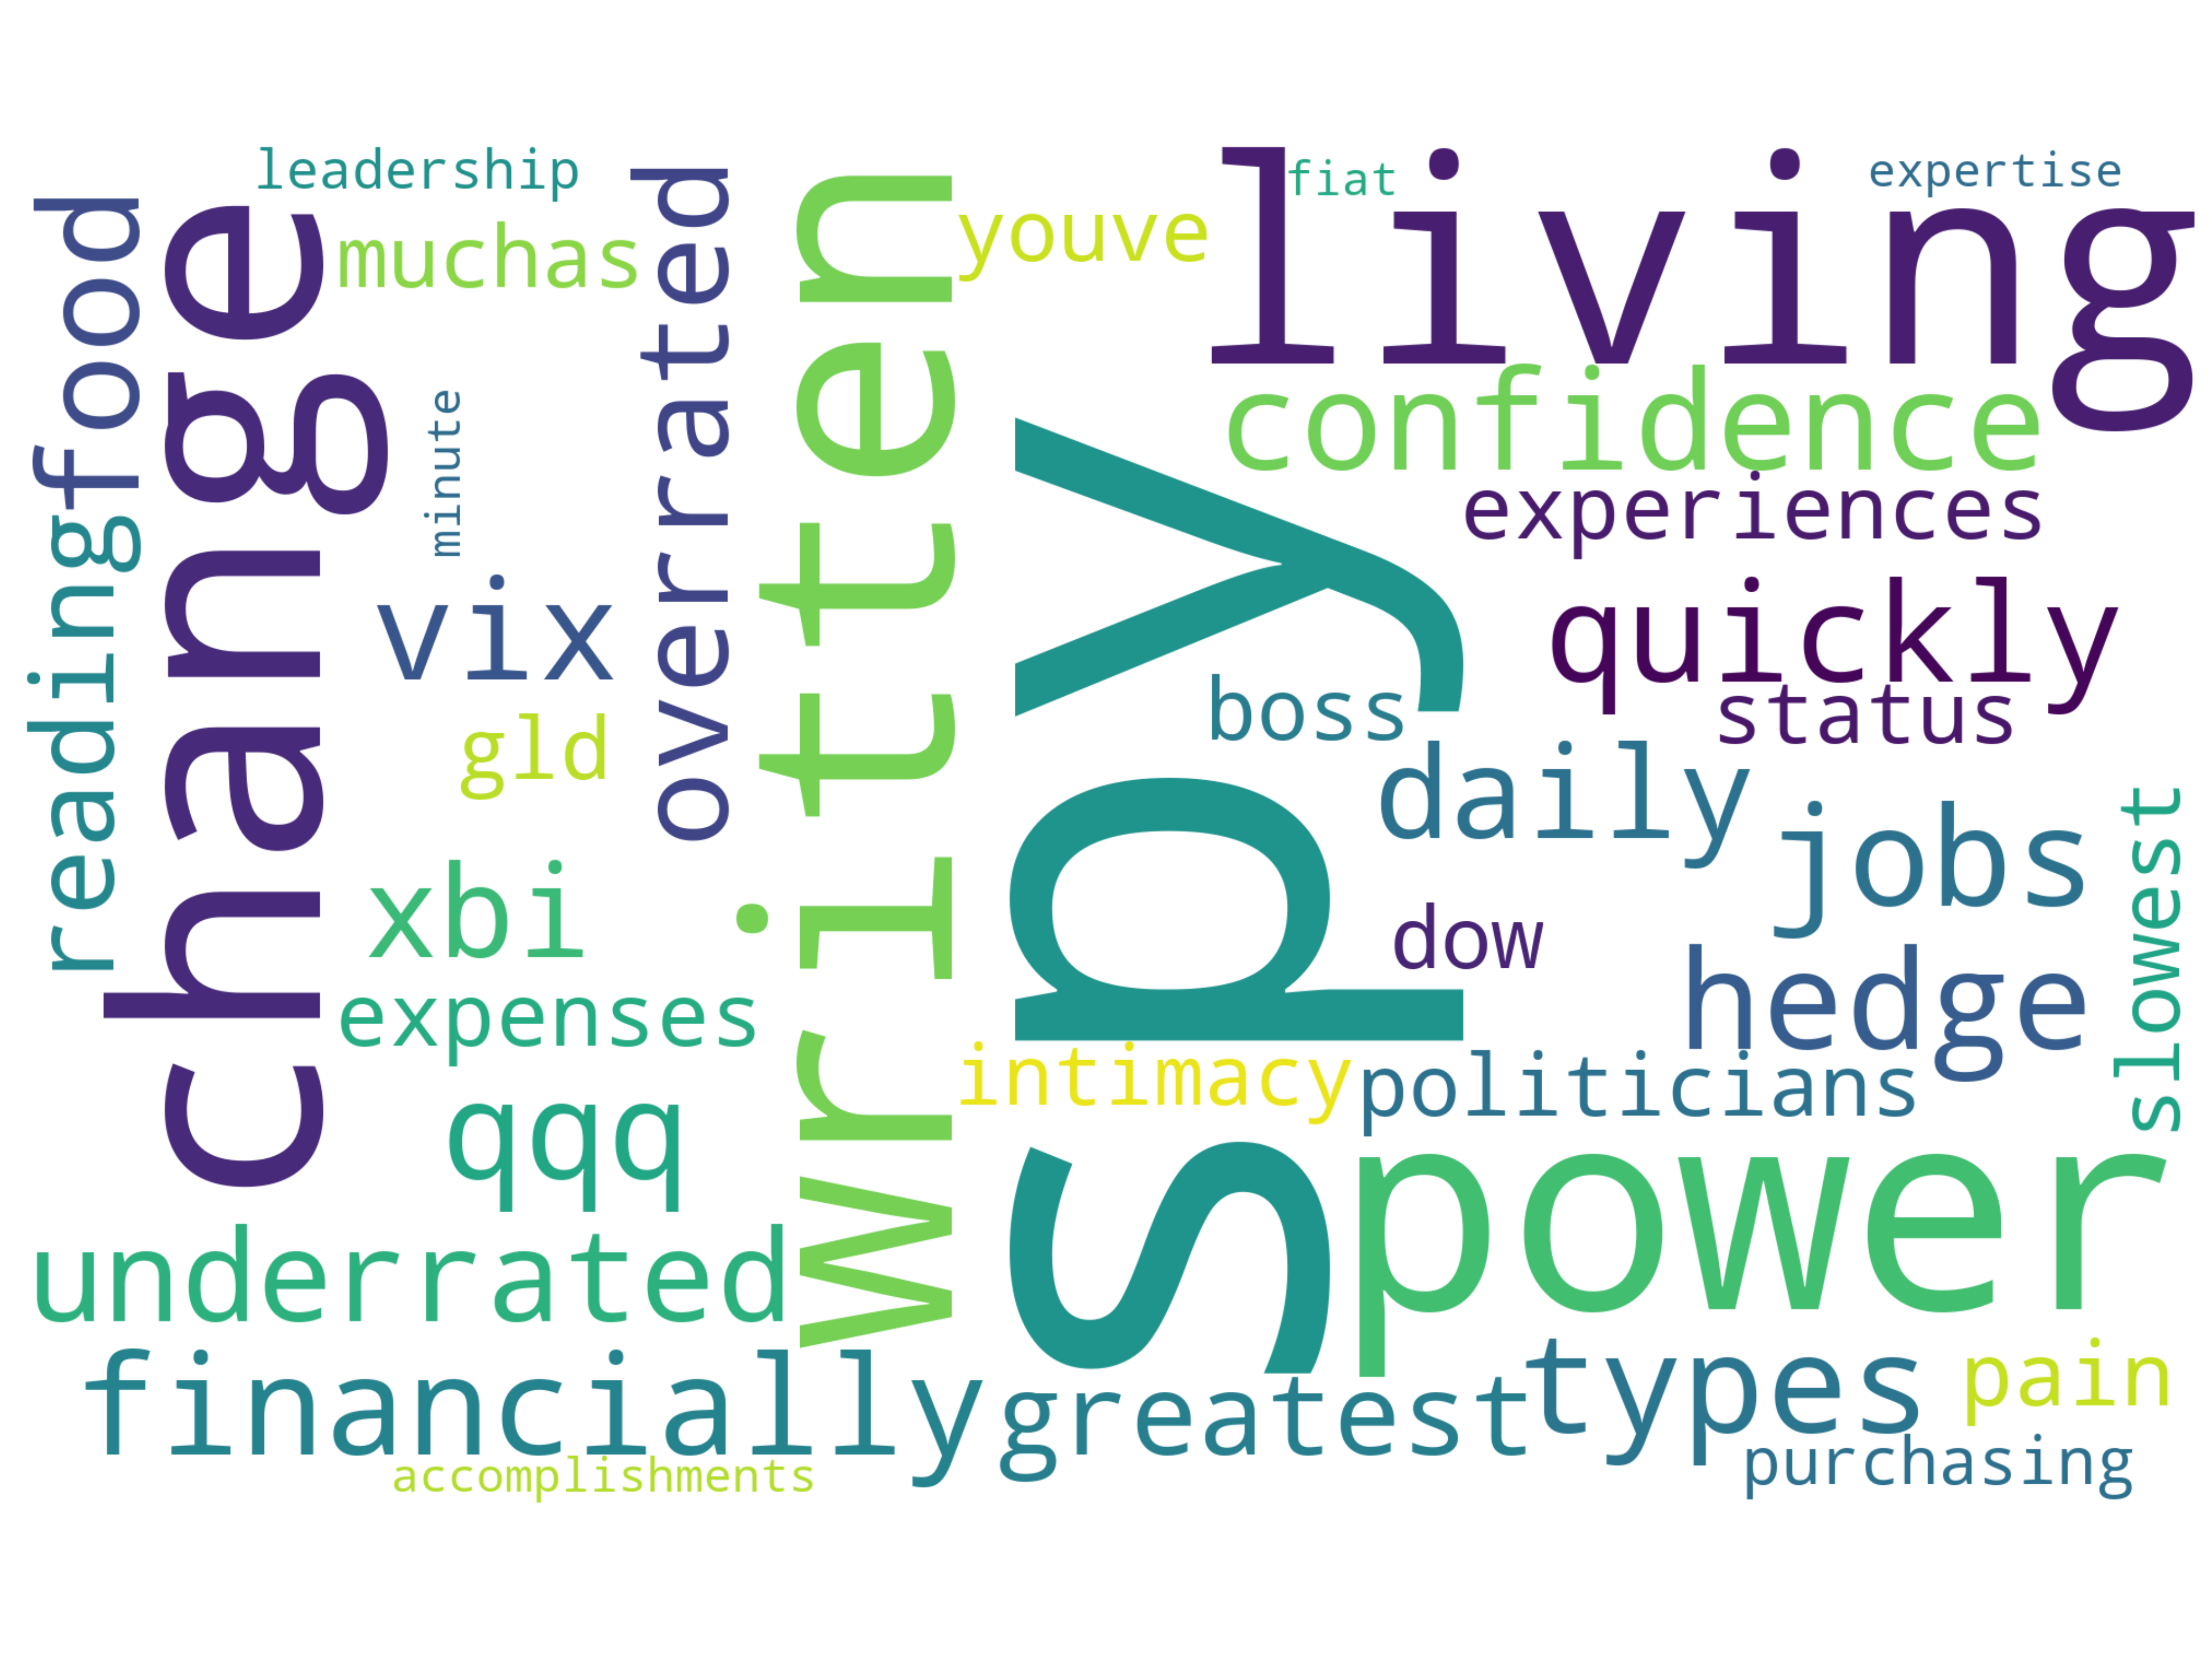 leadership
fiat
expertise
living
food
change
muchas
overrated
written
youve
confidence
minute
spy
experiences
reading
vix
quickly
boss
status
gld
daily
jobs
slowest
xbi
dow
hedge
expenses
intimacy
politicians
qqq
power
underrated
financially
greatest
types
pain
accomplishments
purchasing